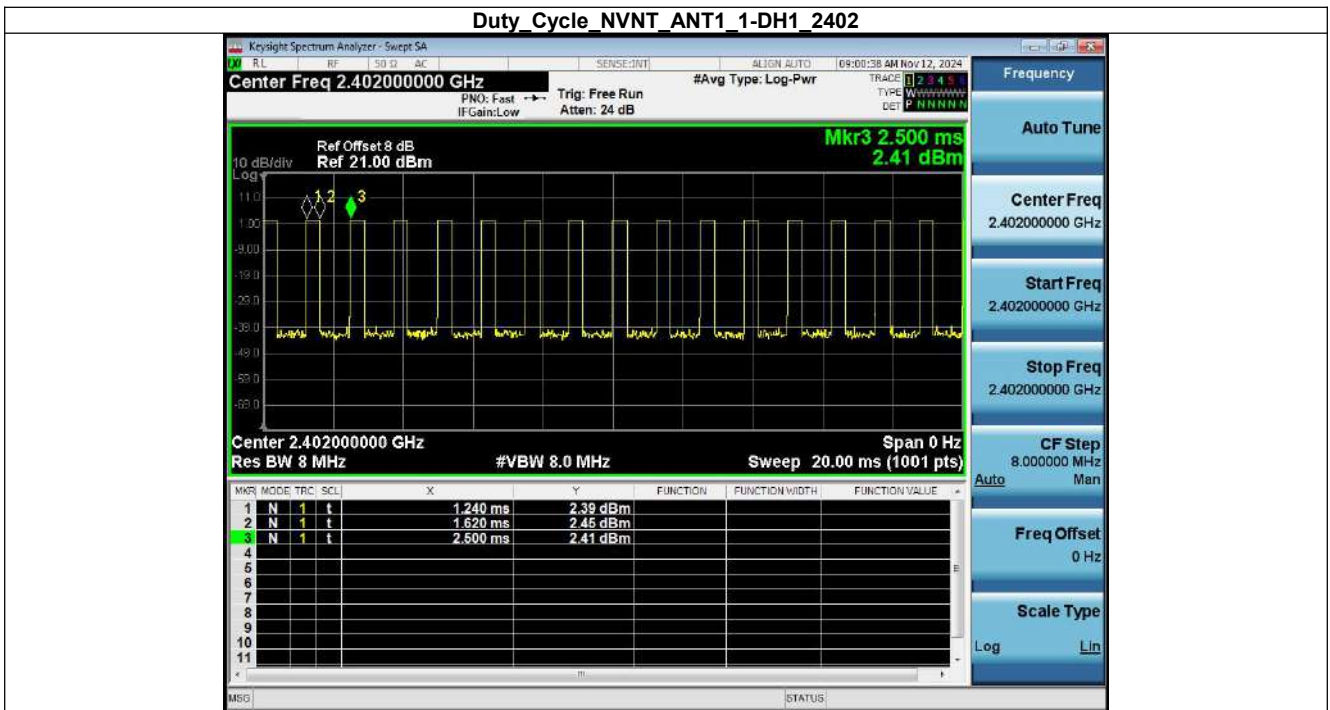 Duty_Cycle_NVNT_ANT1_1-DH1_2402
Keysight Spectrum Analyzer - Swept SA
RL RF 50 Ω AC SENSE:INT ALIGN AUTO 09:00:38 AM Nov 12, 2024
Center Freq 2.402000000 GHz
#Avg Type: Log-Pwr
TRACE 1 2 3 4 5 6
PNO: Fast
Trig: Free Run
TYPE
IFGain:Low
Atten: 24 dB
DET P N N N N N
Mkr3 2.500 ms
2.41 dBm
Ref Offset 8 dB
10 dB/div Ref 21.00 dBm
Log
11.0
1.00
-9.00
-19.0
-29.0
-39.0
-49.0
-59.0
-69.0
1 2 3
Center 2.402000000 GHz Span 0 Hz
Res BW 8 MHz #VBW 8.0 MHz Sweep 20.00 ms (1001 pts)
MKR MODE TRC SCL X Y FUNCTION FUNCTION WIDTH FUNCTION VALUE
1 N 1 t 1.240 ms 2.39 dBm
2 N 1 t 1.620 ms 2.45 dBm
3 N 1 t 2.500 ms 2.41 dBm
4
5
6
7
8
9
10
11
MSG STATUS
Frequency
Auto Tune
Center Freq
2.402000000 GHz
Start Freq
2.402000000 GHz
Stop Freq
2.402000000 GHz
CF Step
8.000000 MHz
Auto Man
Freq Offset
0 Hz
Scale Type
Log Lin